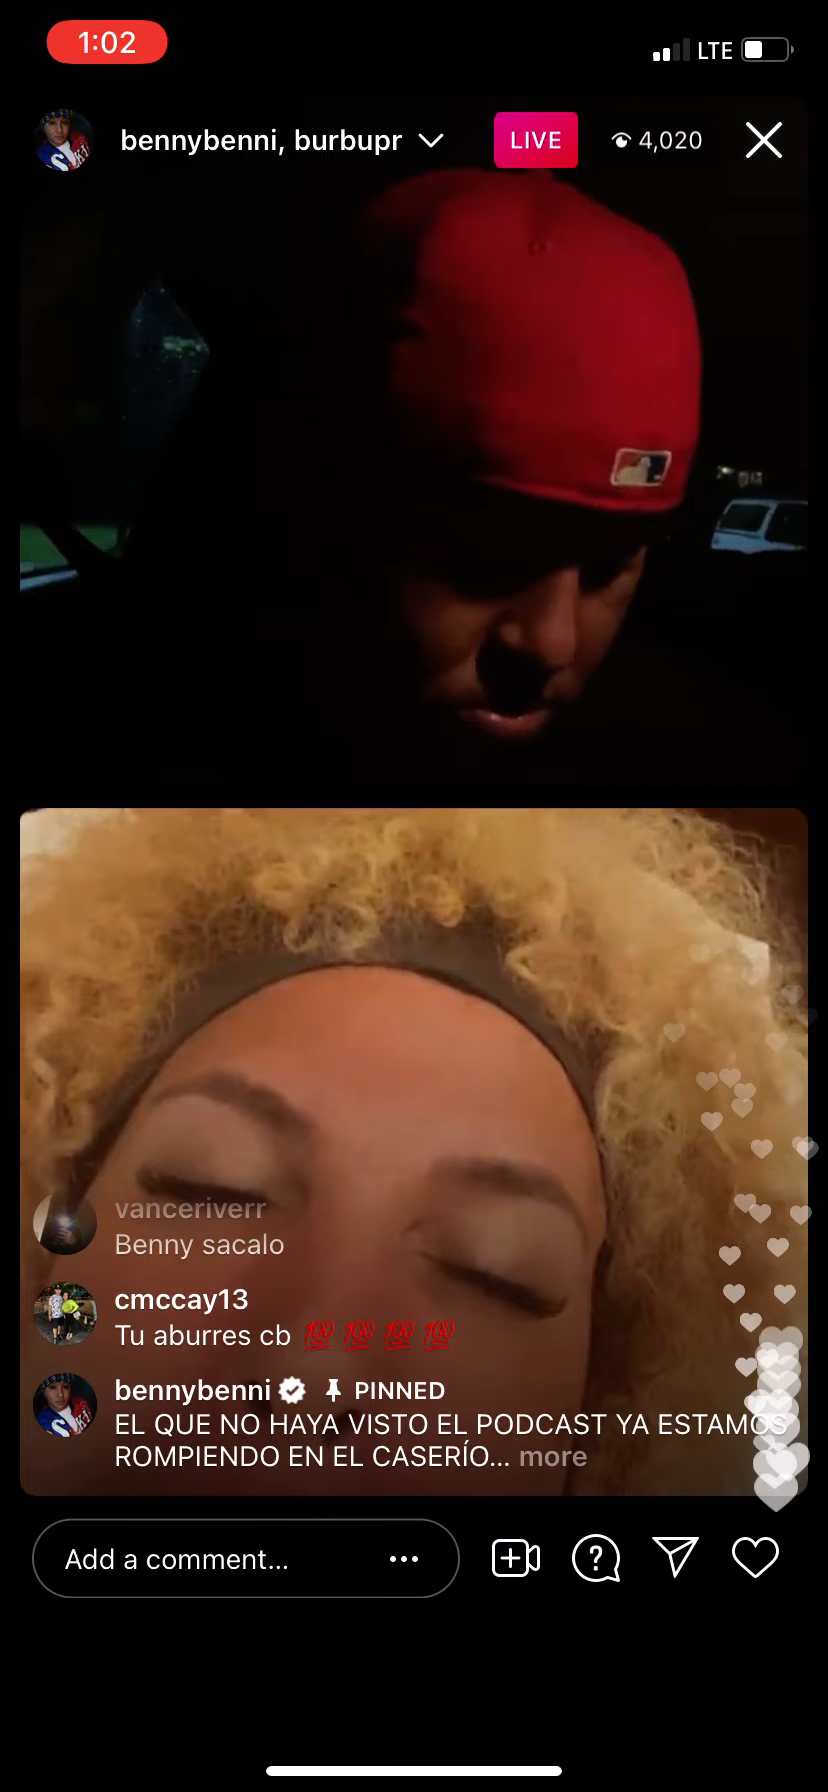 1:02
LTE
bennybenni, burbupr
LIVE
4,020
vanceriverr
Benny sacalo
cmccay13
Tu aburres cb 💯 💯 💯 💯
bennybenni PINNED
EL QUE NO HAYA VISTO EL PODCAST YA ESTAMOS
ROMPIENDO EN EL CASERÍO... more
Add a comment...